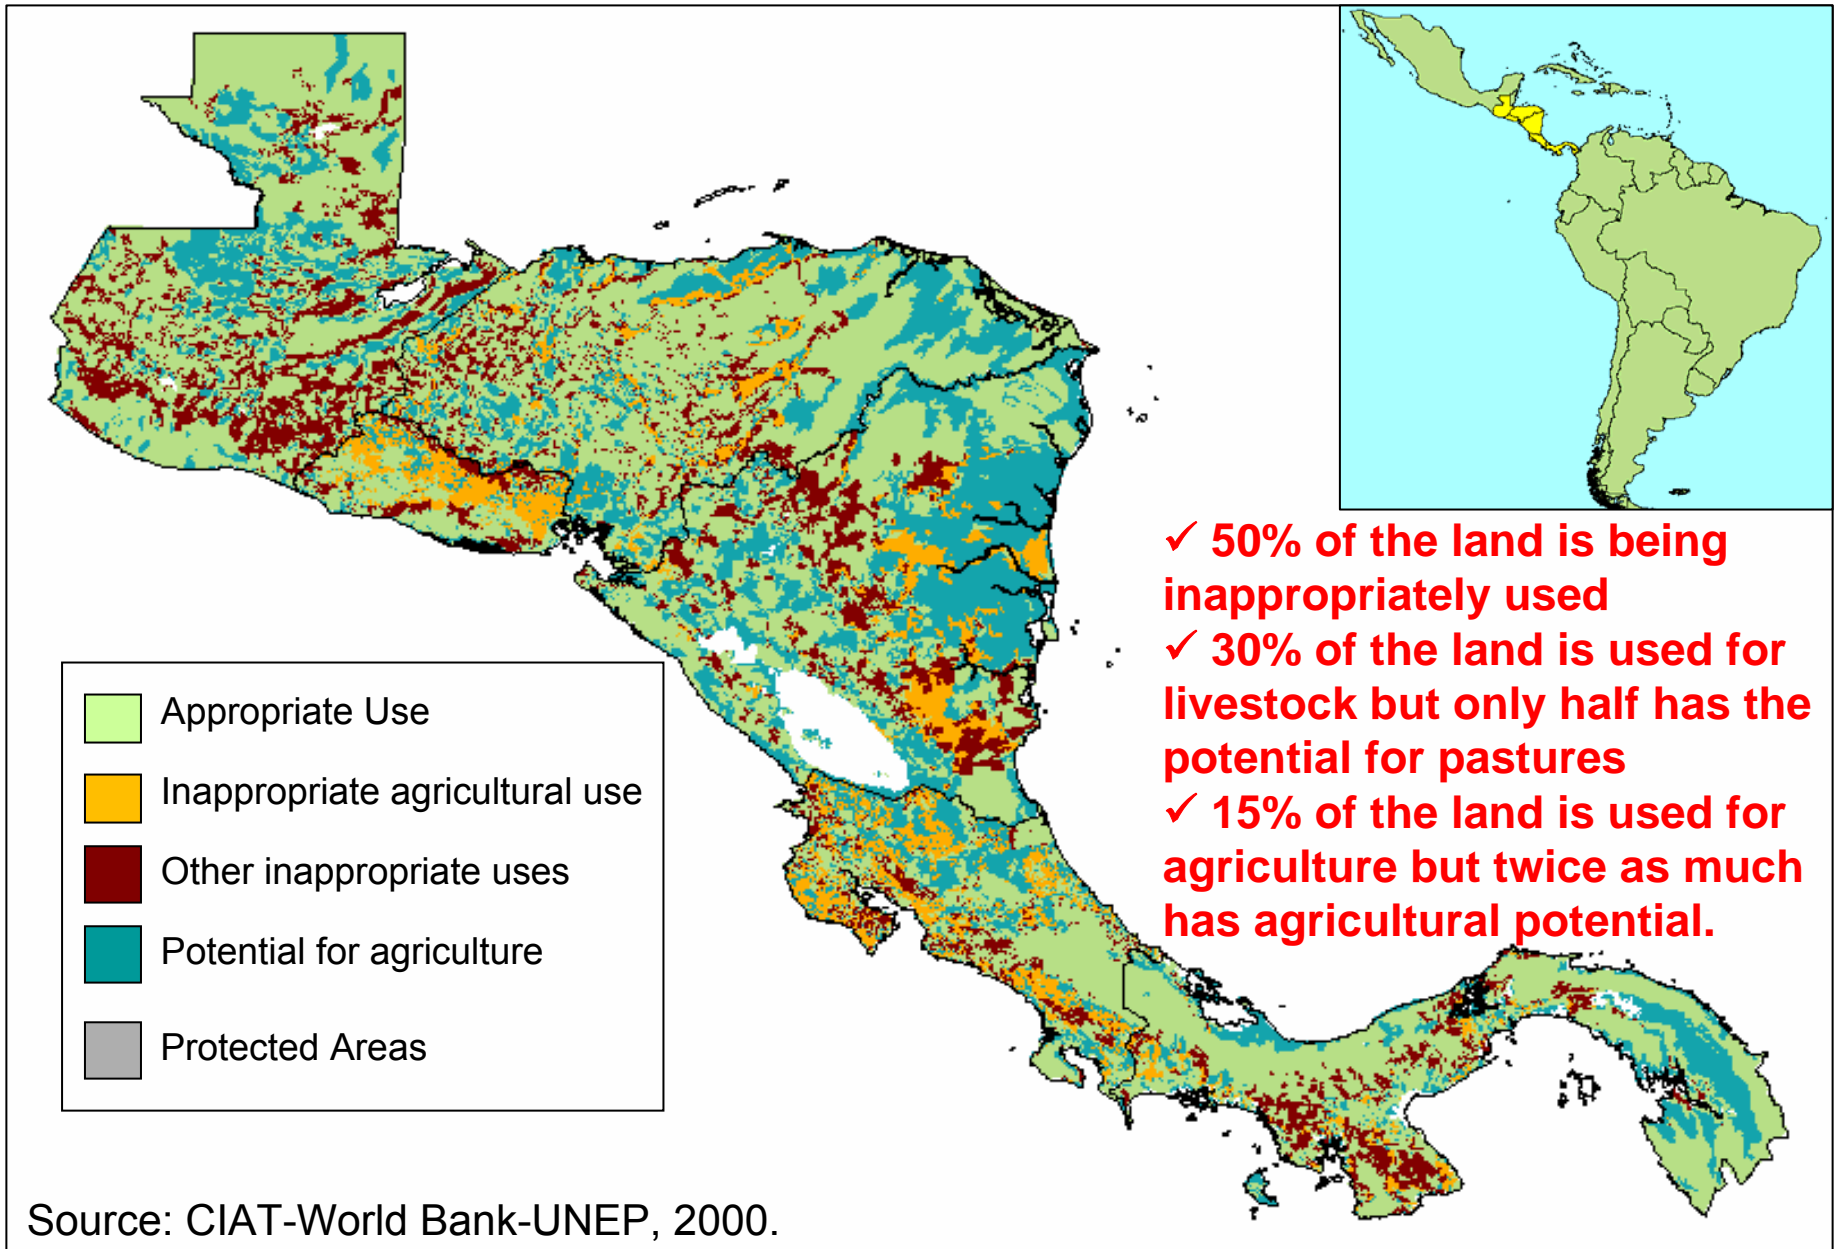 ✓ 50% of the land is being
inappropriately used
✓ 30% of the land is used for
livestock but only half has the
potential for pastures
✓ 15% of the land is used for
agriculture but twice as much
has agricultural potential.
Appropriate Use
Inappropriate agricultural use
Other inappropriate uses
Potential for agriculture
Protected Areas
Source: CIAT-World Bank-UNEP, 2000.